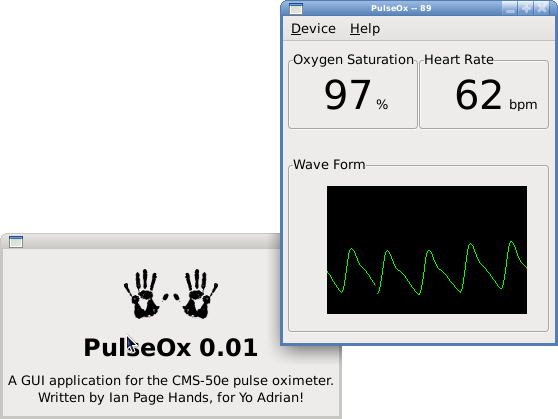 PulseOx -- 89
Device Help
Oxygen Saturation Heart Rate
97 % 62 bpm
Wave Form
PulseOx 0.01
A GUI application for the CMS-50e pulse oximeter.
Written by Ian Page Hands, for Yo Adrian!